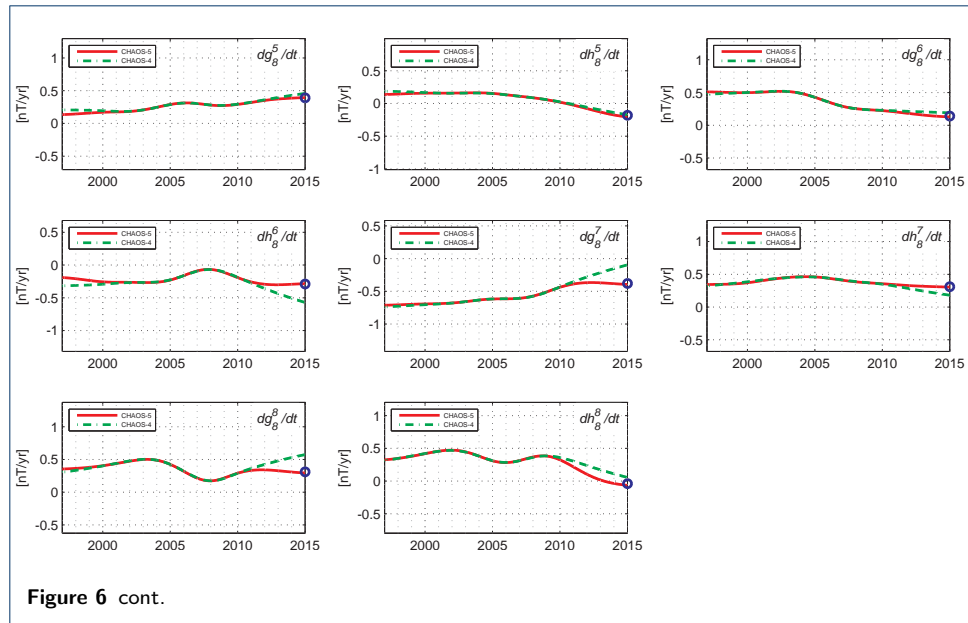 dg_8^5/dt
CHAOS-5
CHAOS-4
[nT/yr]
1
0.5
0
-0.5
2000 2005 2010 2015
dh_8^5/dt
CHAOS-5
CHAOS-4
[nT/yr]
0.5
0
-0.5
-1
2000 2005 2010 2015
dg_8^6/dt
CHAOS-5
CHAOS-4
[nT/yr]
1
0.5
0
-0.5
2000 2005 2010 2015
dh_8^6/dt
CHAOS-5
CHAOS-4
[nT/yr]
0.5
0
-0.5
-1
2000 2005 2010 2015
dg_8^7/dt
CHAOS-5
CHAOS-4
[nT/yr]
0.5
0
-0.5
-1
2000 2005 2010 2015
dh_8^7/dt
CHAOS-5
CHAOS-4
[nT/yr]
1
0.5
0
-0.5
2000 2005 2010 2015
dg_8^8/dt
CHAOS-5
CHAOS-4
[nT/yr]
1
0.5
0
-0.5
2000 2005 2010 2015
dh_8^8/dt
CHAOS-5
CHAOS-4
[nT/yr]
1
0.5
0
-0.5
2000 2005 2010 2015
Figure 6 cont.